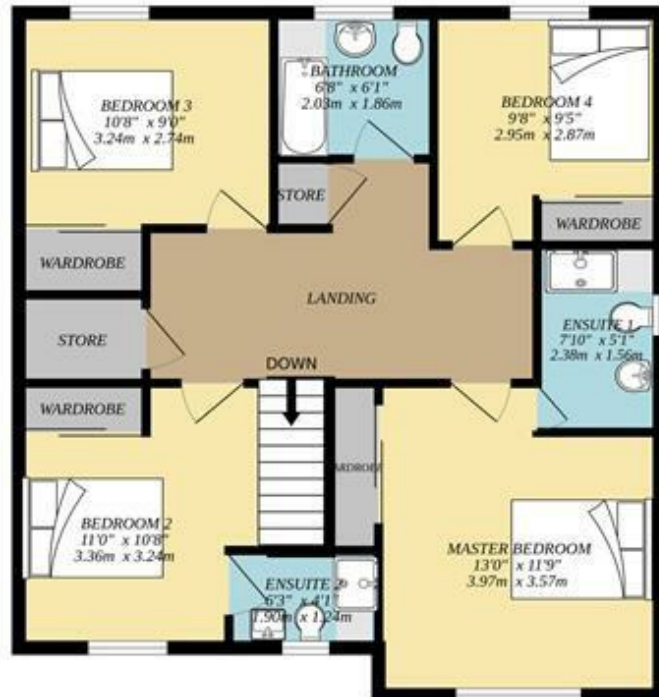 BEDROOM 3
10'8" x 9'0"
3.24m x 2.74m
BATHROOM
6'8" x 6'1"
2.03m x 1.86m
BEDROOM 4
9'8" x 9'5"
2.95m x 2.87m
STORE
WARDROBE
WARDROBE
LANDING
ENSUITE 1
7'10" x 5'1"
2.38m x 1.56m
STORE
DOWN
WARDROBE
WARDROBE
BEDROOM 2
11'0" x 10'8"
3.36m x 3.24m
MASTER BEDROOM
13'0" x 11'9"
3.97m x 3.57m
ENSUITE 2
6'3" x 4'1"
1.90m x 1.24m